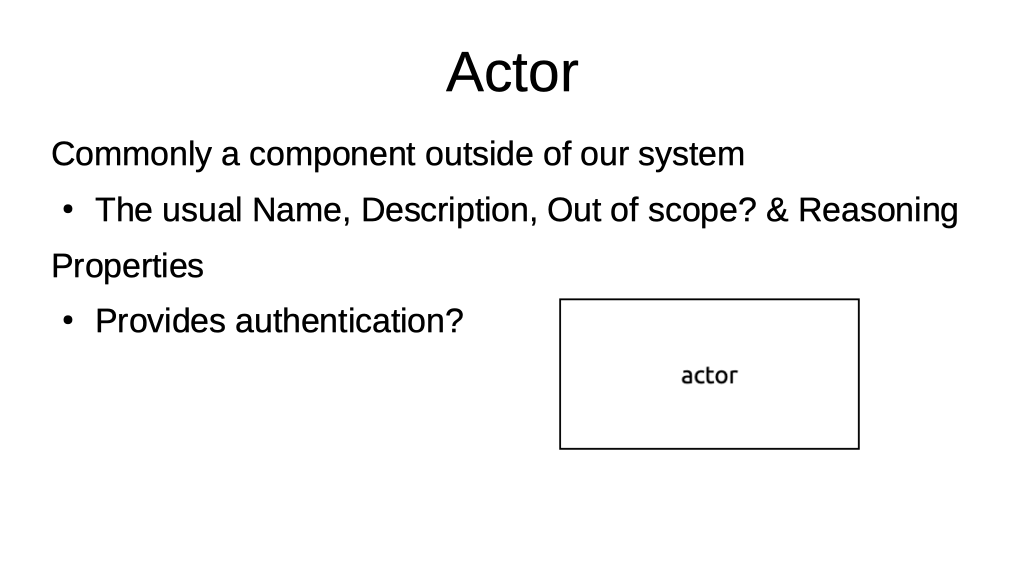 Actor
Commonly a component outside of our system
• The usual Name, Description, Out of scope? & Reasoning
Properties
• Provides authentication?
actor